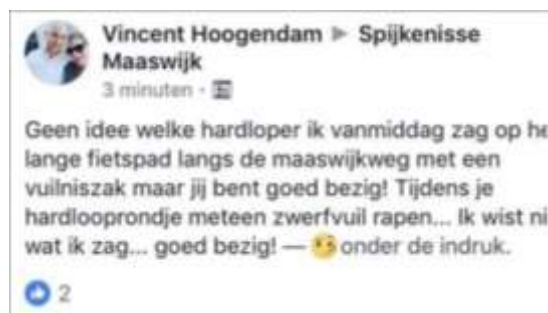 Vincent Hoogendam ▶ Spijkenisse
Maaswijk
3 minuten ·
Geen idee welke hardloper ik vanmiddag zag op he
lange fietspad langs de maaswijkweg met een
vuilniszak maar jij bent goed bezig! Tijdens je
hardlooprondje meteen zwerfvuil rapen... Ik wist ni
wat ik zag... goed bezig! — 😏 onder de indruk.
2